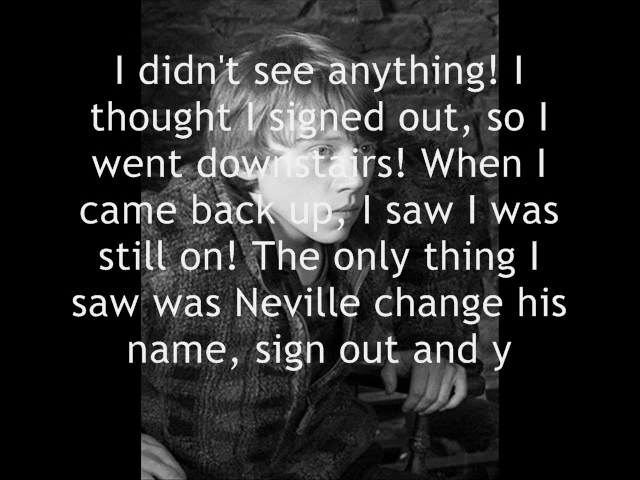 I didn't see anything! I
thought I signed out, so I
went downstairs! When I
came back up, I saw I was
still on! The only thing I
saw was Neville change his
name, sign out and y